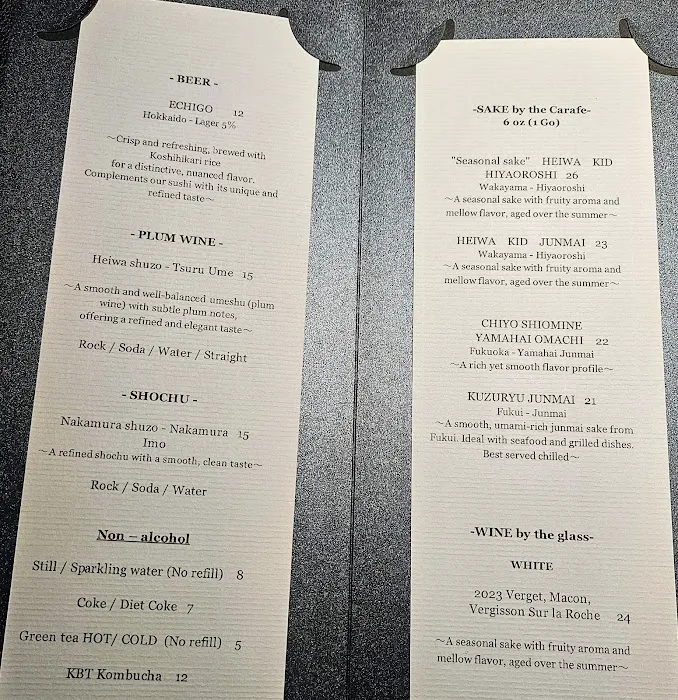 - BEER -
ECHIGO 12
Hokkaido - Lager 5%
~Crisp and refreshing, brewed with
Koshihikari rice
for a distinctive, nuanced flavor.
Complements our sushi with its unique and
refined taste~
- PLUM WINE -
Heiwa shuzo - Tsuru Ume 15
~A smooth and well-balanced umeshu (plum
wine) with subtle plum notes,
offering a refined and elegant taste~
Rock / Soda / Water / Straight
- SHOCHU -
Nakamura shuzo - Nakamura 15
Imo
~A refined shochu with a smooth, clean taste~
Rock / Soda / Water
Non – alcohol
Still / Sparkling water (No refill) 8
Coke / Diet Coke 7
Green tea HOT/ COLD (No refill) 5
KBT Kombucha 12
-SAKE by the Carafe-
6 oz (1 Go)
"Seasonal sake" HEIWA KID
HIYAOROSHI 26
Wakayama - Hiyaoroshi
~A seasonal sake with fruity aroma and
mellow flavor, aged over the summer~
HEIWA KID JUNMAI 23
Wakayama - Hiyaoroshi
~A seasonal sake with fruity aroma and
mellow flavor, aged over the summer~
CHIYO SHIOMINE
YAMAHAI OMACHI 22
Fukuoka - Yamahai Junmai
~A rich yet smooth flavor profile~
KUZURYU JUNMAI 21
Fukui - Junmai
~A smooth, umami-rich junmai sake from
Fukui. Ideal with seafood and grilled dishes.
Best served chilled~
-WINE by the glass-
WHITE
2023 Verget, Macon,
Vergisson Sur la Roche 24
~A seasonal sake with fruity aroma and
mellow flavor, aged over the summer~